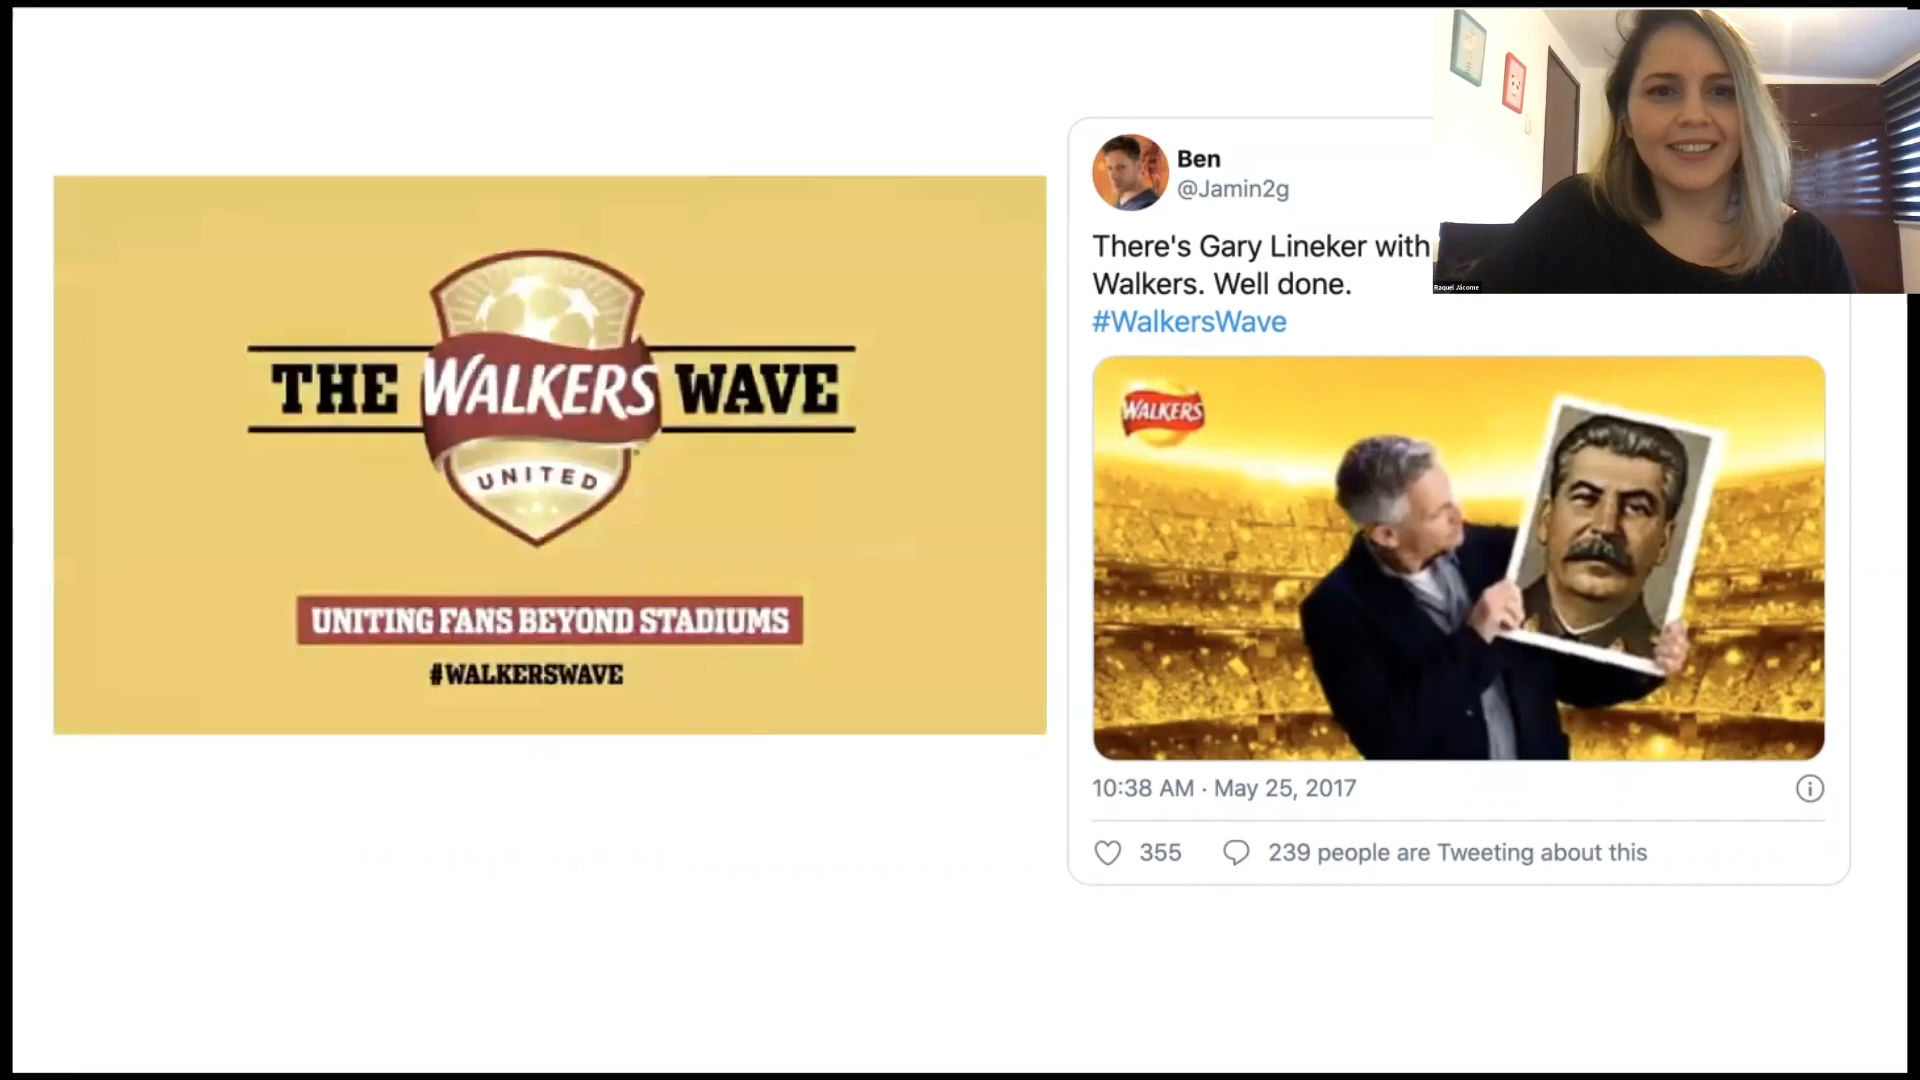 THE WALKERS WAVE
UNITED
UNITING FANS BEYOND STADIUMS
#WALKERSWAVE
Ben
@Jamin2g
There's Gary Lineker with
Walkers. Well done.
#WalkersWave
WALKERS
10:38 AM · May 25, 2017
355
239 people are Tweeting about this
Raquel Jácome